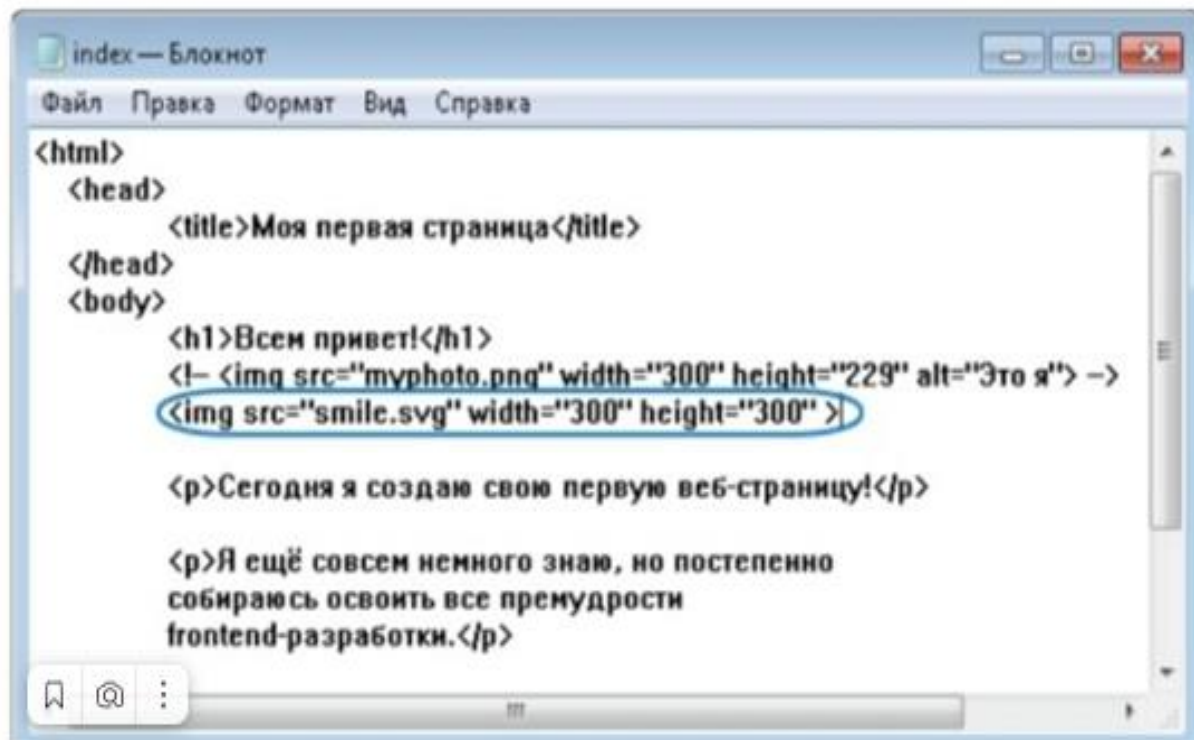 index — Блокнот
Файл Правка Формат Вид Справка
<html>
<head>
<title>Моя первая страница</title>
</head>
<body>
<h1>Всем привет!</h1>
<!– <img src="myphoto.png" width="300" height="229" alt="Это я"> –>
<img src="smile.svg" width="300" height="300" >
<p>Сегодня я создаю свою первую веб-страницу!</p>
<p>Я ещё совсем немного знаю, но постепенно
собираюсь освоить все премудрости
frontend-разработки.</p>